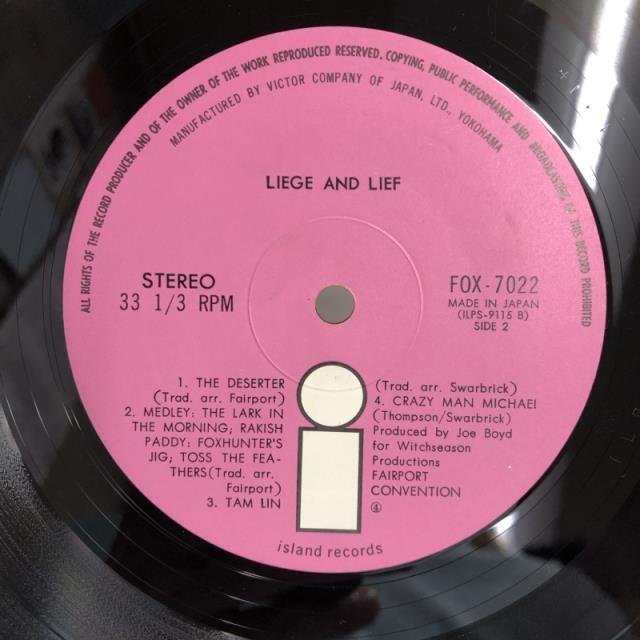 ALL RIGHTS OF THE RECORD PRODUCER AND OF THE OWNER OF THE WORK REPRODUCED RESERVED. COPYING, PUBLIC PERFORMANCE AND BROADCASTING OF THIS RECORD PROHIBITED
MANUFACTURED BY VICTOR COMPANY OF JAPAN, LTD., YOKOHAMA
LIEGE AND LIEF
STEREO
33 1/3 RPM
FOX-7022
MADE IN JAPAN
(ILPS-9115 B)
SIDE 2
1. THE DESERTER
(Trad. arr. Fairport)
2. MEDLEY: THE LARK IN
THE MORNING; RAKISH
PADDY: FOXHUNTER'S
JIG; TOSS THE FEA-
THERS(Trad. arr.
Fairport)
3. TAM LIN
(Trad. arr. Swarbrick)
4. CRAZY MAN MICHAEl
(Thompson/Swarbrick)
Produced by Joe Boyd
for Witchseason
Productions
FAIRPORT
CONVENTION
④
i
island records